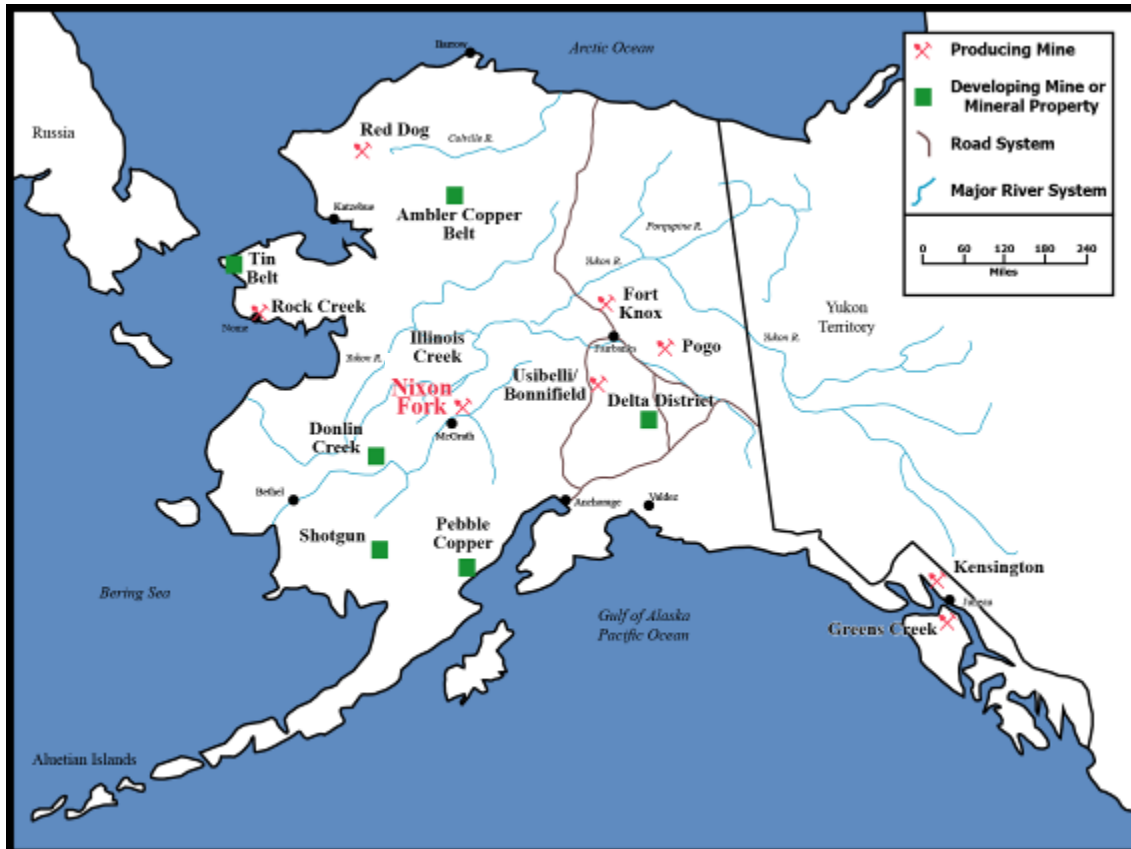 Barrow
Arctic Ocean
Producing Mine
Developing Mine or
Mineral Property
Road System
Major River System
0 60 120 180 240
Miles
Russia
Red Dog
Colville R.
Ambler Copper
Belt
Kotzebue
Porqupine R.
Tin
Belt
Yukon R.
Rock Creek
Nome
Fort
Knox
Yukon
Territory
Illinois
Creek
Yukon R.
Fairbanks
Pogo
Yukon R.
Nixon
Fork
Usibelli/
Bonnifield
Delta District
McGrath
Donlin
Creek
Bethel
Anchorage
Valdez
Shotgun
Pebble
Copper
Kensington
Juneau
Bering Sea
Gulf of Alaska
Pacific Ocean
Greens Creek
Aluetian Islands